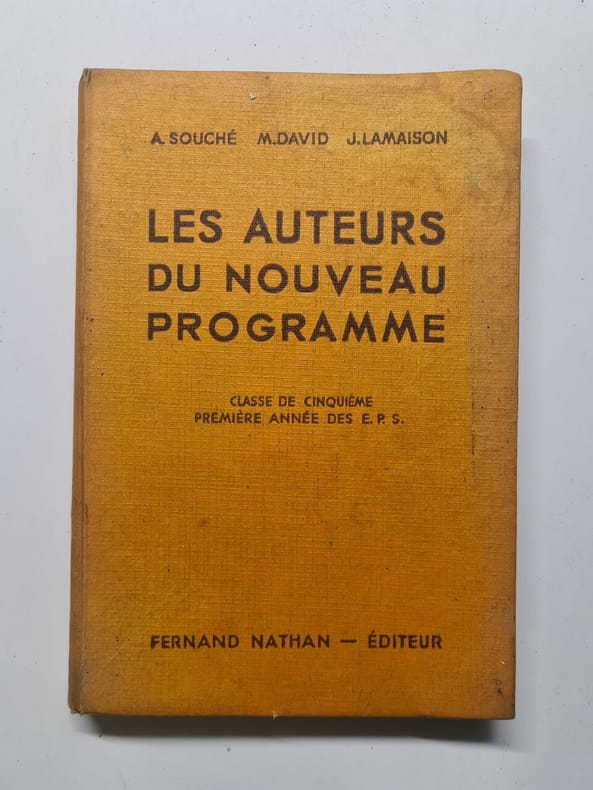 A. SOUCHÉ M. DAVID J. LAMAISON
LES AUTEURS
DU NOUVEAU
PROGRAMME
CLASSE DE CINQUIÈME
PREMIÈRE ANNÉE DES E. P. S.
FERNAND NATHAN — ÉDITEUR